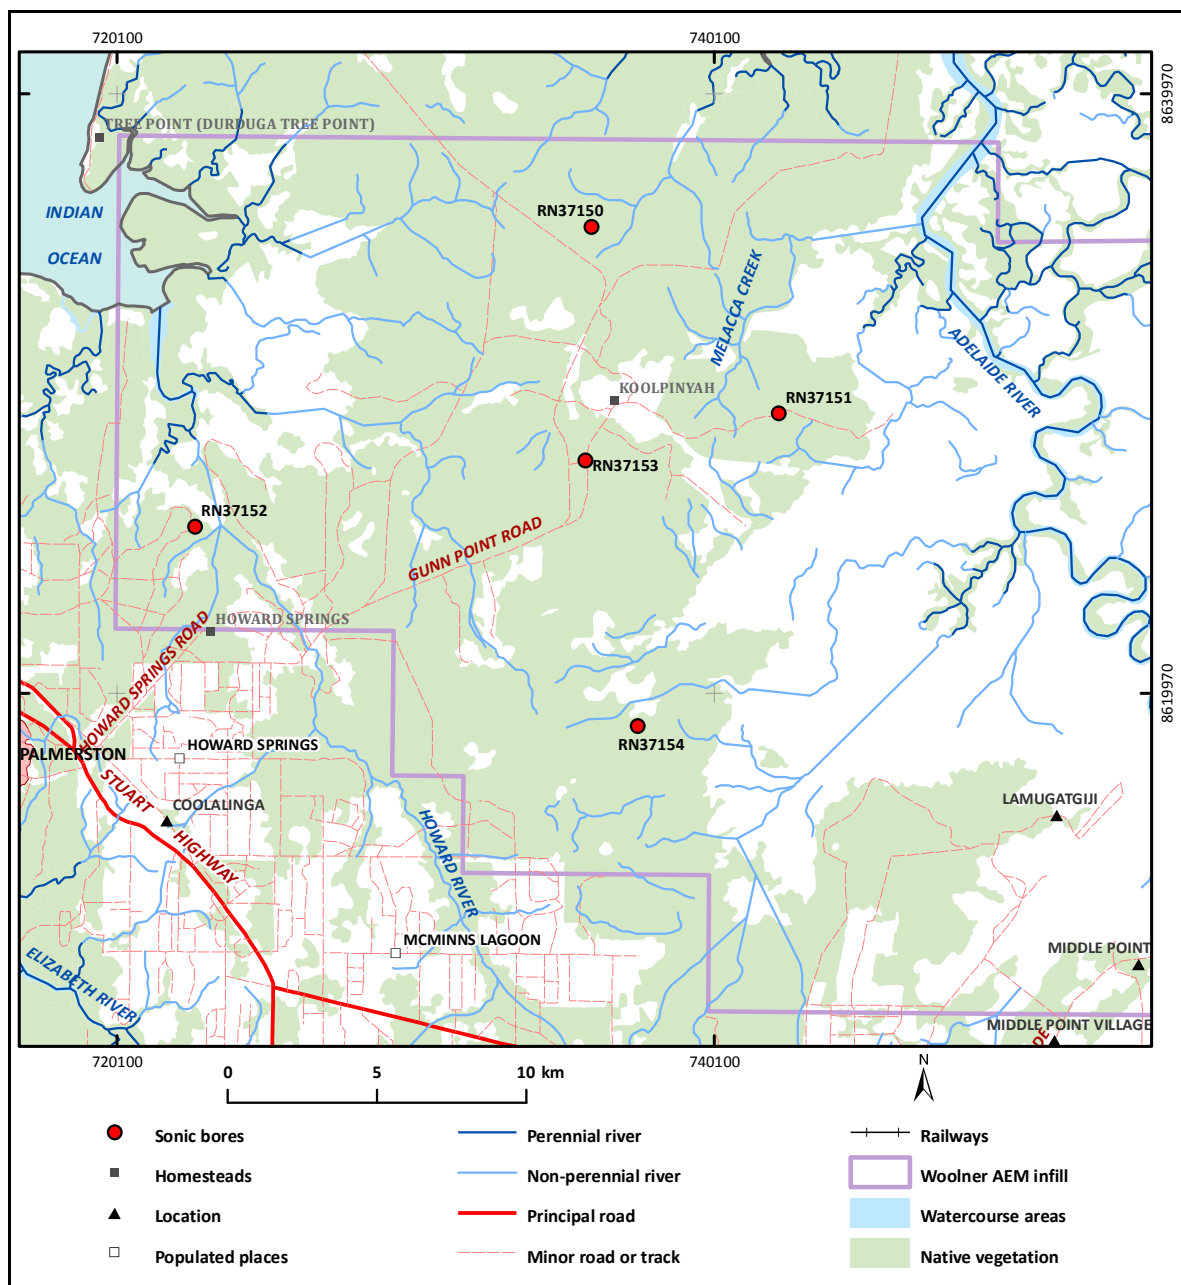 720100
740100
8639970
TREE POINT (DURDUGA TREE POINT)
INDIAN
OCEAN
RN37150
MELACCA CREEK
ADELAIDE RIVER
KOOLPINYAH
RN37151
RN37153
RN37152
GUNN POINT ROAD
HOWARD SPRINGS
HOWARD SPRINGS ROAD
8619970
RN37154
HOWARD SPRINGS
PALMERSTON
STUART
HIGHWAY
COOLALINGA
LAMUGATGIJI
HOWARD RIVER
MCMINNS LAGOON
MIDDLE POINT
ELIZABETH RIVER
MIDDLE POINT VILLAGE
DE
720100
740100
0
5
10 km
N
Sonic bores
Perennial river
Railways
Homesteads
Non-perennial river
Woolner AEM infill
Location
Principal road
Watercourse areas
Populated places
Minor road or track
Native vegetation